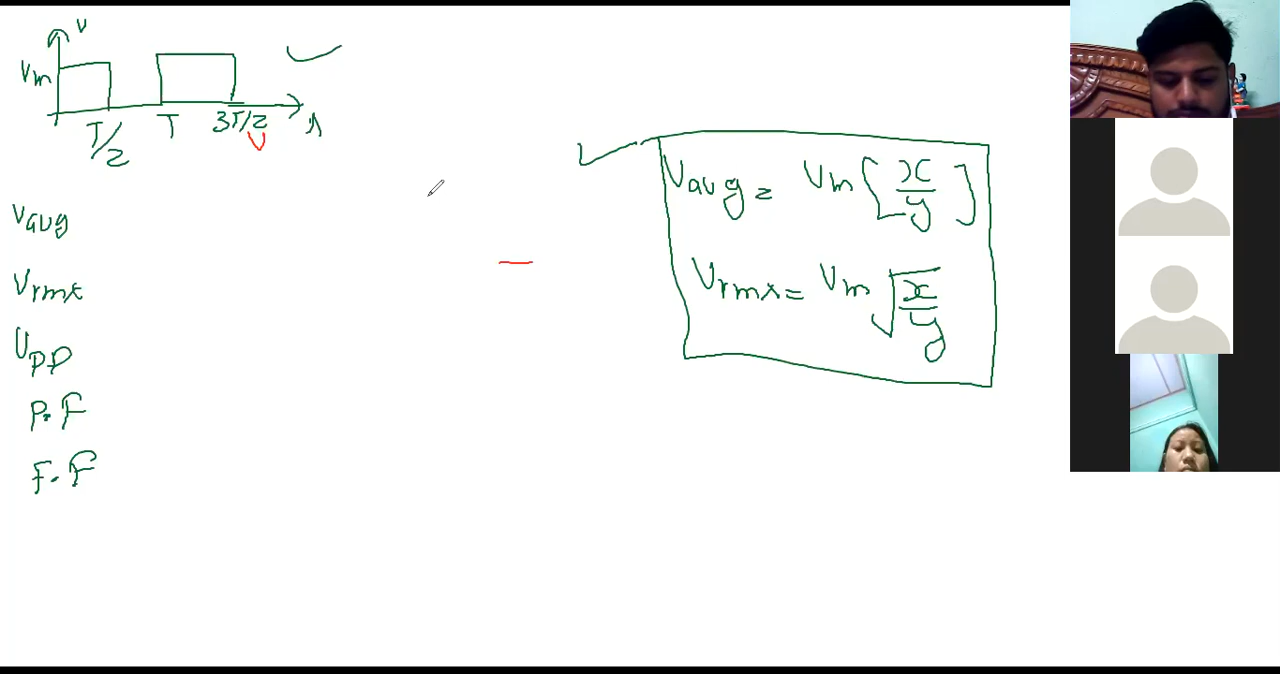 V
Vm
T/2 T 3T/2 t
V
Vavg
Vrms
Vpp
P.F
F.F
Vavg = Vm [x/y]
Vrms = Vm √x/y